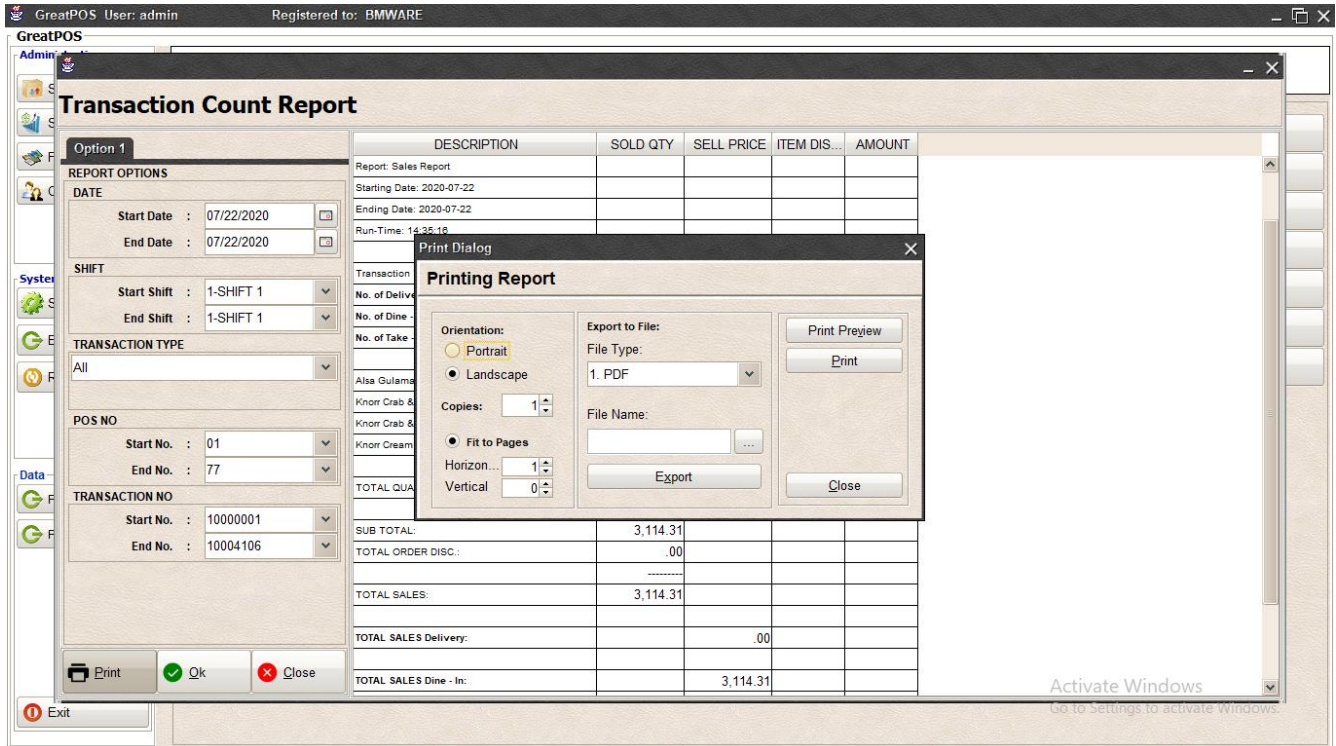 GreatPOS User: admin Registered to: BMWARE
GreatPOS
Transaction Count Report
Option 1
REPORT OPTIONS
DATE
Start Date : 07/22/2020
End Date : 07/22/2020
SHIFT
Start Shift : 1-SHIFT 1
End Shift : 1-SHIFT 1
TRANSACTION TYPE
All
POS NO
Start No. : 01
End No. : 77
TRANSACTION NO
Start No. : 10000001
End No. : 10004106
Print Ok Close
DESCRIPTION SOLD QTY SELL PRICE ITEM DIS... AMOUNT
Report: Sales Report
Starting Date: 2020-07-22
Ending Date: 2020-07-22
Run-Time: 14:35:16
Transaction
No. of Delive
No. of Dine -
No. of Take -
Alsa Gulama
Knorr Crab &
Knorr Crab &
Knorr Cream
TOTAL QUA
SUB TOTAL: 3,114.31
TOTAL ORDER DISC.: .00
---------
TOTAL SALES: 3,114.31
TOTAL SALES Delivery: .00
TOTAL SALES Dine - In: 3,114.31
Print Dialog
Printing Report
Orientation:
Portrait
Landscape
Copies: 1
Fit to Pages
Horizon... 1
Vertical 0
Export to File:
File Type:
1. PDF
File Name:
...
Export
Print Preview
Print
Close
Admin
System
Data
Exit
Activate Windows
Go to Settings to activate Windows.